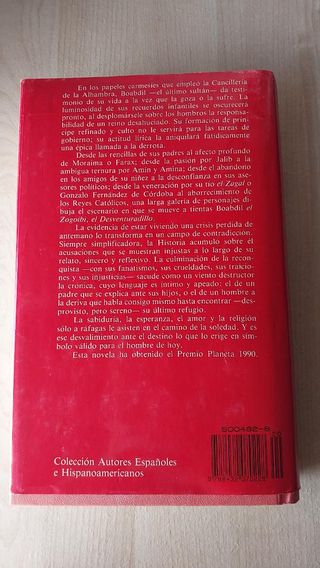 En los papeles carmesíes que empleó la Cancillería
de la Alhambra, Boabdil —el último sultán— da testi-
monio de su vida a la vez que la goza o la sufre. La
luminosidad de sus recuerdos infantiles se oscurecerá
pronto, al desplomársele sobre los hombros la responsa-
bilidad de un reino desahuciado. Su formación de prín-
cipe refinado y culto no le servirá para las tareas de
gobierno; su actitud lírica la aniquilará fatídicamente
una épica llamada a la derrota.
Desde las rencillas de sus padres al afecto profundo
de Moraima o Farax; desde la pasión por Jalib a la
ambigua ternura por Amín y Amina; desde el abandono
en los amigos de su niñez a la desconfianza en sus ase-
sores políticos; desde la veneración por su tío el Zagal o
Gonzalo Fernández de Córdoba al aborrecimiento de
los Reyes Católicos, una larga galería de personajes di-
buja el escenario en que se mueve a tientas Boabdil el
Zogoibi, el Desventuradillo.
La evidencia de estar viviendo una crisis perdida de
antemano lo transforma en un campo de contradicción.
Siempre simplificadora, la Historia acumuló sobre él
acusaciones que se muestran injustas a lo largo de su
relato, sincero y reflexivo. La culminación de la recon-
quista —con sus fanatismos, sus crueldades, sus traicio-
nes y sus injusticias— sacude como un viento destructor
la crónica, cuyo lenguaje es íntimo y apeado: el de un
padre que se explica ante sus hijos, o el de un hombre a
la deriva que habla consigo mismo hasta encontrar —des-
provisto, pero sereno— su último refugio.
La sabiduría, la esperanza, el amor y la religión
sólo a ráfagas le asisten en el camino de la soledad. Y es
ese desvalimiento ante el destino lo que lo erige en sím-
bolo válido para el hombre de hoy.
Esta novela ha obtenido el Premio Planeta 1990.
500482-8
Colección Autores Españoles
e Hispanoamericanos